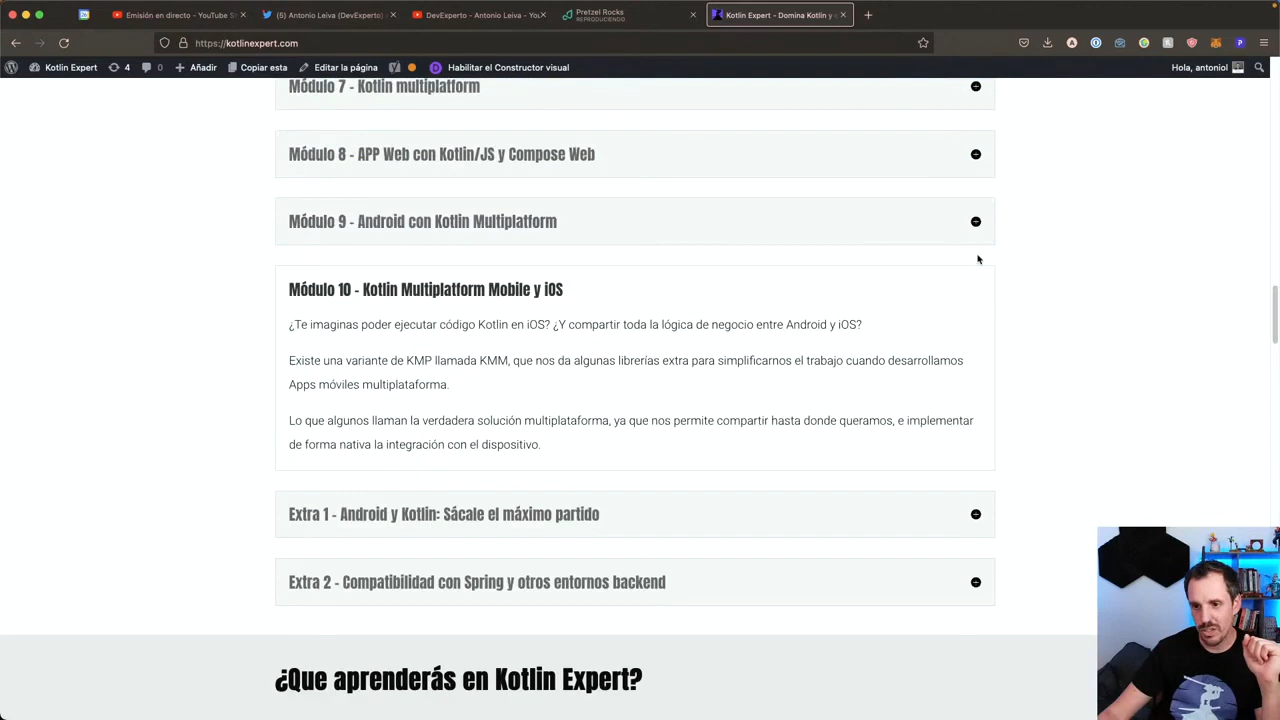 Emisión en directo - YouTube S
(5) Antonio Leiva (DevExperto)
DevExperto - Antonio Leiva - You
Pretzel Rocks
REPRODUCIENDO
Kotlin Expert - Domina Kotlin y
https://kotlinexpert.com
Kotlin Expert
4
0
Añadir
Copiar esta
Editar la página
Habilitar el Constructor visual
Hola, antoniol
Módulo 7 - Kotlin multiplatform
Módulo 8 - APP Web con Kotlin/JS y Compose Web
Módulo 9 - Android con Kotlin Multiplatform
Módulo 10 - Kotlin Multiplatform Mobile y iOS
¿Te imaginas poder ejecutar código Kotlin en iOS? ¿Y compartir toda la lógica de negocio entre Android y iOS?
Existe una variante de KMP llamada KMM, que nos da algunas librerías extra para simplificarnos el trabajo cuando desarrollamos
Apps móviles multiplataforma.
Lo que algunos llaman la verdadera solución multiplataforma, ya que nos permite compartir hasta donde queramos, e implementar
de forma nativa la integración con el dispositivo.
Extra 1 - Android y Kotlin: Sácale el máximo partido
Extra 2 - Compatibilidad con Spring y otros entornos backend
¿Que aprenderás en Kotlin Expert?